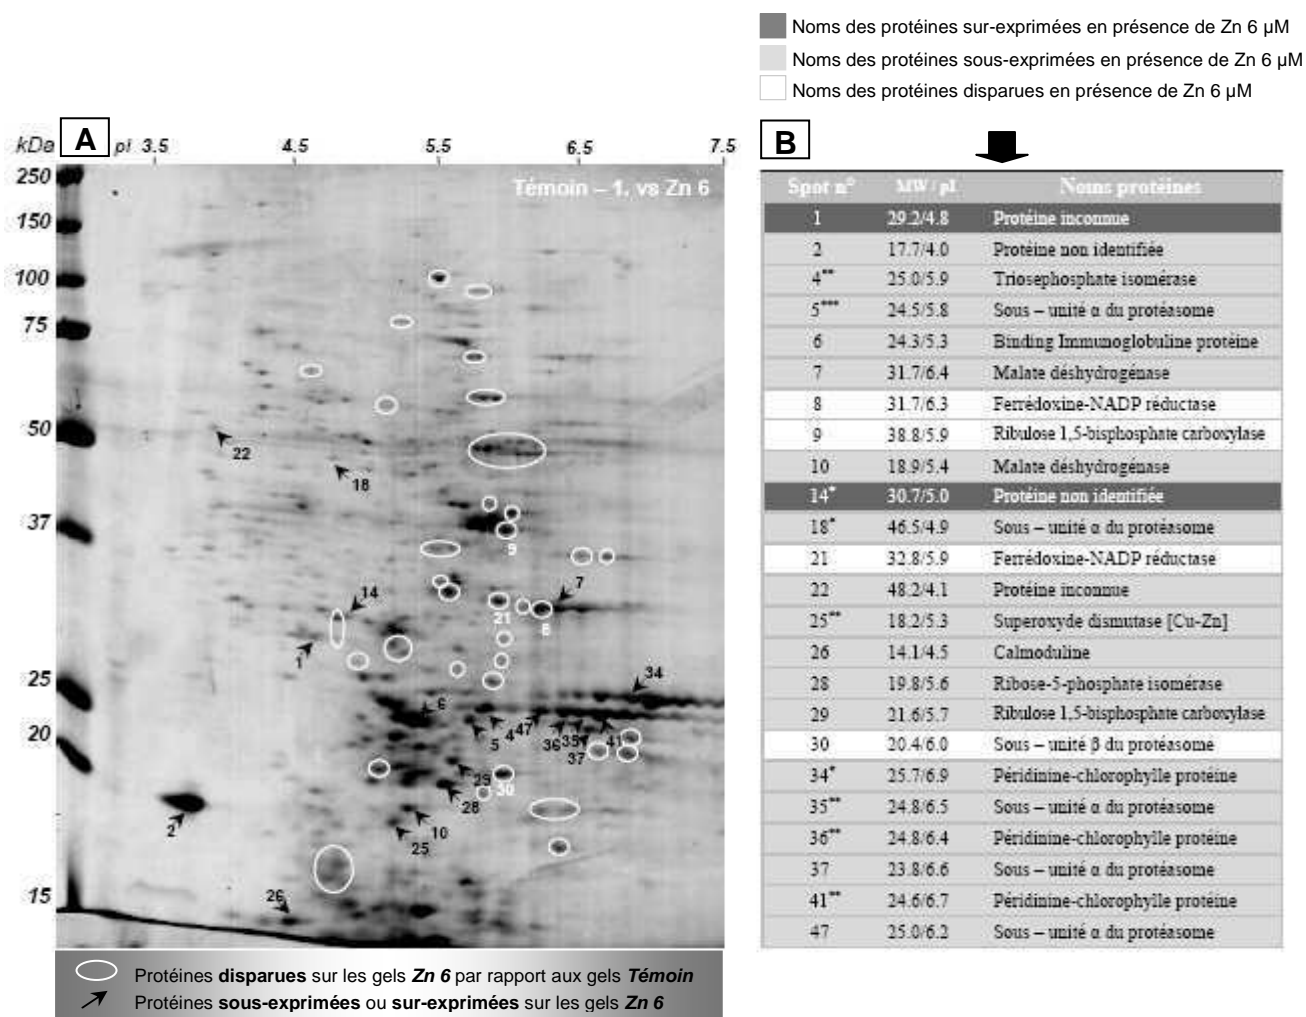 Noms des protéines sur-exprimées en présence de Zn 6 µM
Noms des protéines sous-exprimées en présence de Zn 6 µM
Noms des protéines disparues en présence de Zn 6 µM
A
B
kDa pI 3.5 4.5 5.5 6.5 7.5
Témoin – 1. vs Zn 6
250
150
100
75
50
37
25
20
15
22
18
9
7
14
21
8
1
34
6
5
4
47
36
35
37
41
29
30
28
2
10
25
26
Spot n° MW / pI Noms protéines
1 29.2/4.8 Protéine inconnue
2 17.7/4.0 Protéine non identifiée
4** 25.0/5.9 Triosephosphate isomérase
5*** 24.5/5.8 Sous – unité α du protéasome
6 24.3/5.3 Binding Immunoglobuline protéine
7 31.7/6.4 Malate déshydrogénase
8 31.7/6.3 Ferrédoxine-NADP réductase
9 38.8/5.9 Ribulose 1,5-bisphosphate carboxylase
10 18.9/5.4 Malate déshydrogénase
14* 30.7/5.0 Protéine non identifiée
18* 46.5/4.9 Sous – unité α du protéasome
21 32.8/5.9 Ferrédoxine-NADP réductase
22 48.2/4.1 Protéine inconnue
25** 18.2/5.3 Superoxyde dismutase [Cu-Zn]
26 14.1/4.5 Calmoduline
28 19.8/5.6 Ribose-5-phosphate isomérase
29 21.6/5.7 Ribulose 1,5-bisphosphate carboxylase
30 20.4/6.0 Sous – unité β du protéasome
34* 25.7/6.9 Péridinine-chlorophylle protéine
35** 24.8/6.5 Sous – unité α du protéasome
36** 24.8/6.4 Péridinine-chlorophylle protéine
37 23.8/6.6 Sous – unité α du protéasome
41** 24.6/6.7 Péridinine-chlorophylle protéine
47 25.0/6.2 Sous – unité α du protéasome
Protéines disparues sur les gels Zn 6 par rapport aux gels Témoin
Protéines sous-exprimées ou sur-exprimées sur les gels Zn 6